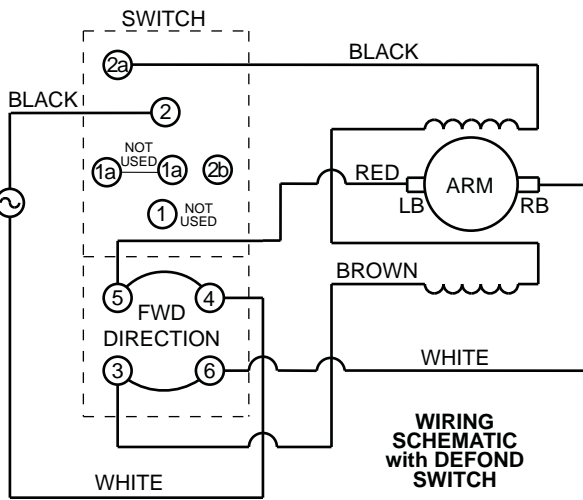 SWITCH
2a
BLACK
BLACK
2
NOT
USED
1a
1a
2b
RED
ARM
LB
RB
1
NOT
USED
BROWN
5
4
FWD
DIRECTION
3
6
WHITE
WIRING
SCHEMATIC
with DEFOND
SWITCH
WHITE